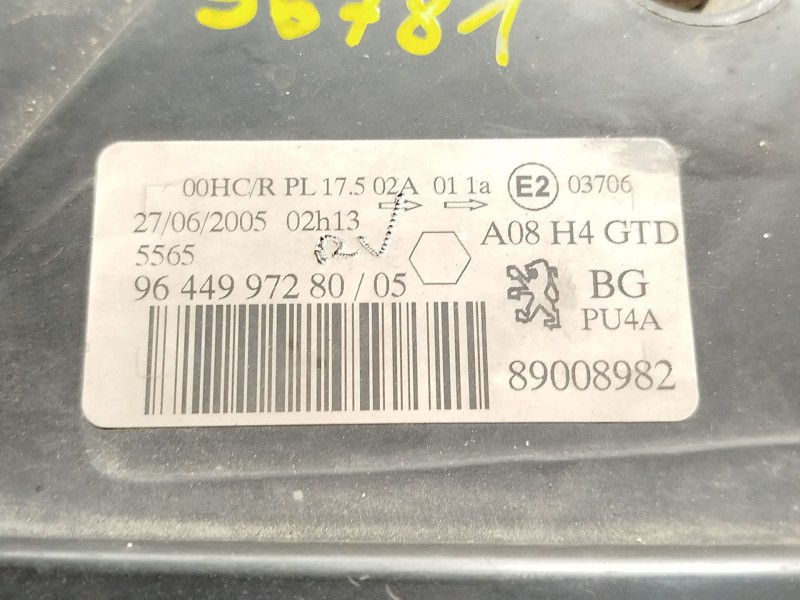 36781
00HC/R PL 17.5 02A 01 1a E2 03706
27/06/2005 02h13
5565
A08 H4 GTD
96 449 972 80 / 05
BG
PU4A
89008982